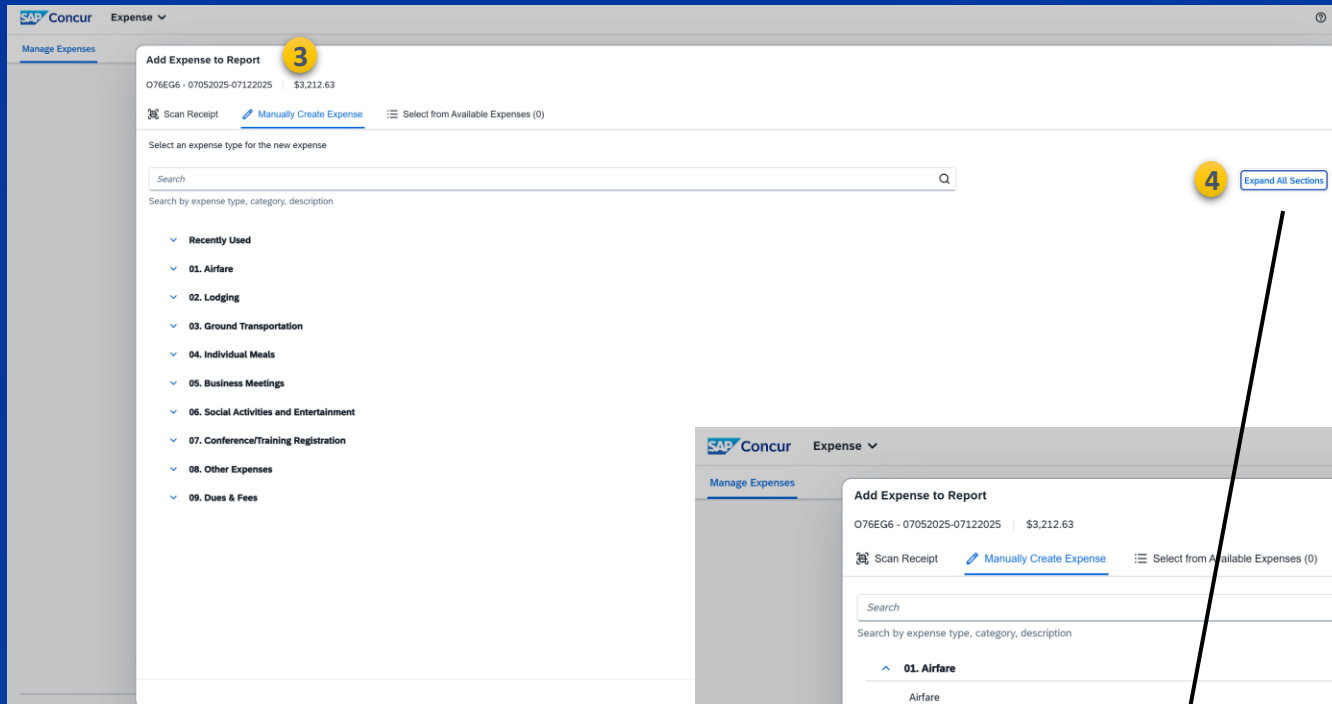 SAP Concur Expense
Manage Expenses
Add Expense to Report 3
O76EG6 - 07052025-07122025 | $3,212.63
Scan Receipt Manually Create Expense Select from Available Expenses (0)
Select an expense type for the new expense
Search
4 Expand All Sections
Search by expense type, category, description
Recently Used
01. Airfare
02. Lodging
03. Ground Transportation
04. Individual Meals
05. Business Meetings
06. Social Activities and Entertainment
07. Conference/Training Registration
08. Other Expenses
09. Dues & Fees
SAP Concur Expense
Manage Expenses
Add Expense to Report
O76EG6 - 07052025-07122025 | $3,212.63
Scan Receipt Manually Create Expense Select from Available Expenses (0)
Search
Search by expense type, category, description
01. Airfare
Airfare